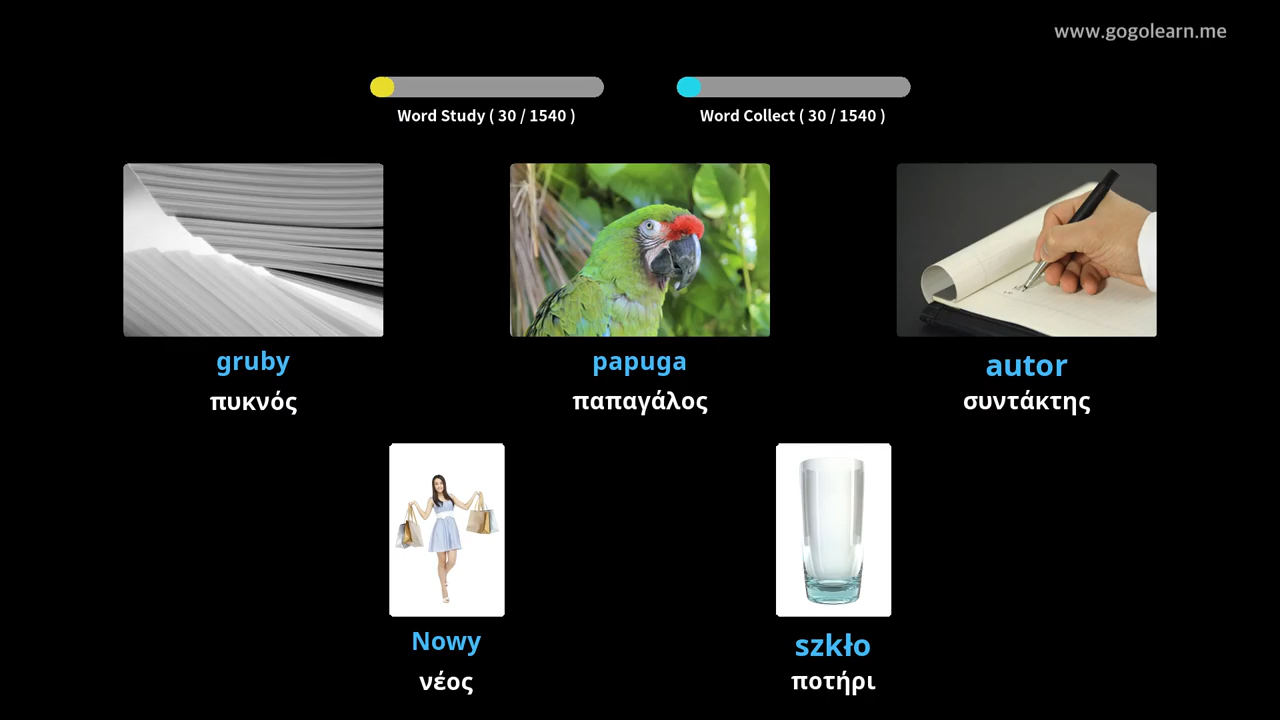 www.gogolearn.me
Word Study ( 30 / 1540 )
Word Collect ( 30 / 1540 )
gruby
πυκνός
papuga
παπαγάλος
autor
συντάκτης
Nowy
νέος
szkło
ποτήρι